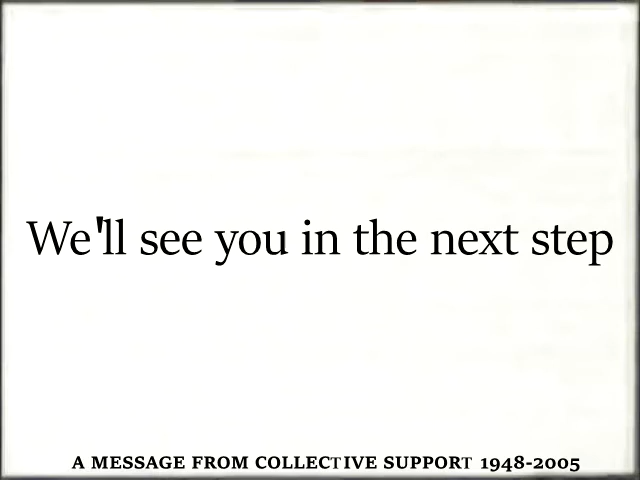 We'll see you in the next step
A MESSAGE FROM COLLECTIVE SUPPORT 1948-2005